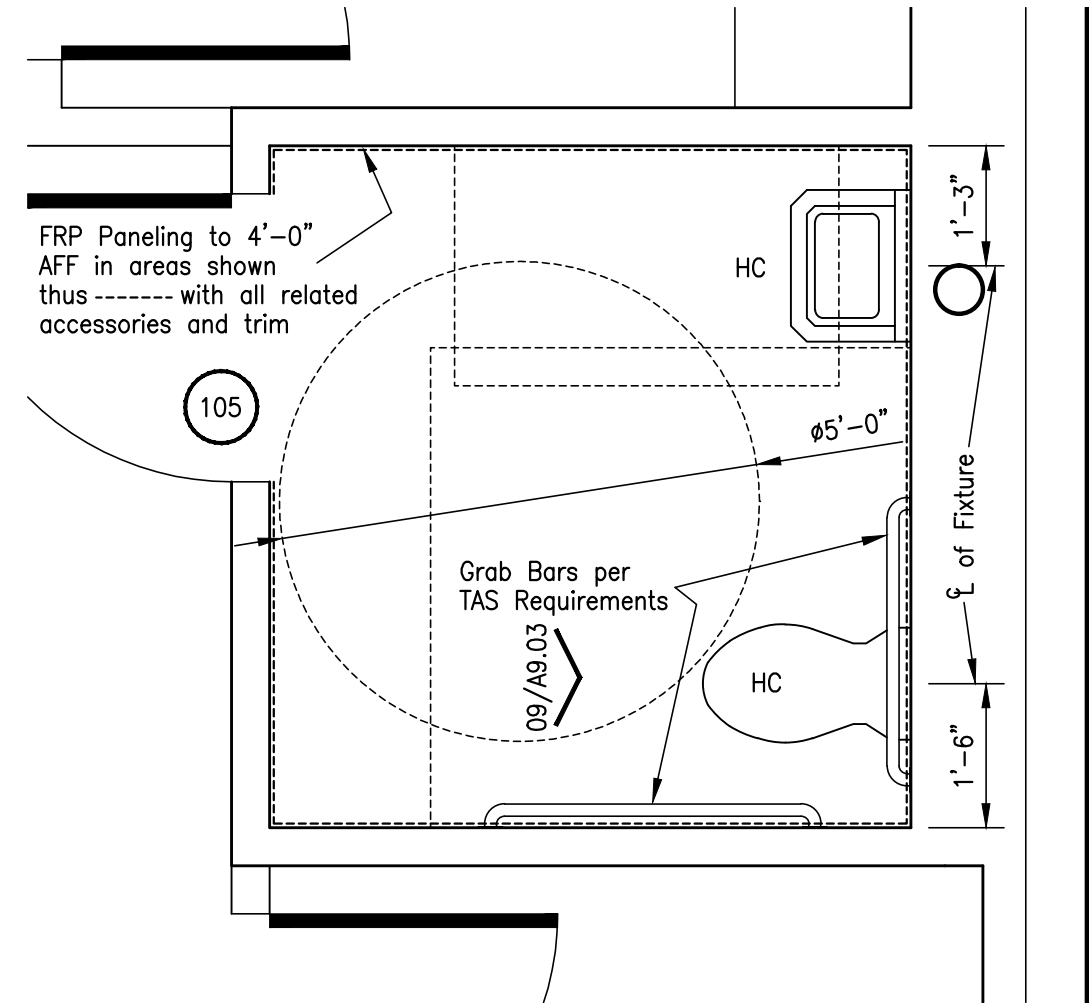 FRP Paneling to 4'-0"
AFF in areas shown
thus ------- with all related
accessories and trim
105
HC
1'-3"
ø5'-0"
℄ of Fixture
Grab Bars per
TAS Requirements
09/A9.03
HC
1'-6"